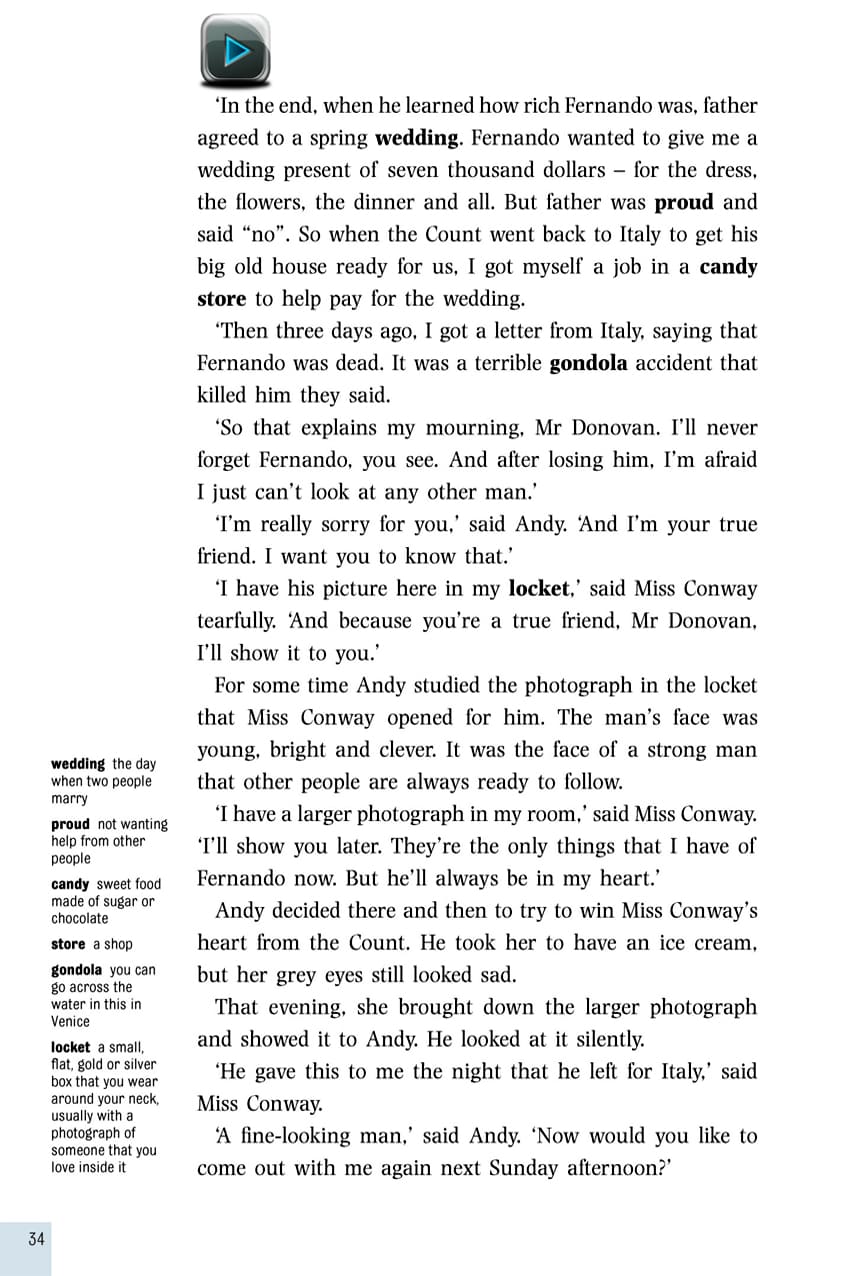 ‘In the end, when he learned how rich Fernando was, father
agreed to a spring wedding. Fernando wanted to give me a
wedding present of seven thousand dollars – for the dress,
the flowers, the dinner and all. But father was proud and
said “no”. So when the Count went back to Italy to get his
big old house ready for us, I got myself a job in a candy
store to help pay for the wedding.
‘Then three days ago, I got a letter from Italy, saying that
Fernando was dead. It was a terrible gondola accident that
killed him they said.
‘So that explains my mourning, Mr Donovan. I’ll never
forget Fernando, you see. And after losing him, I’m afraid
I just can’t look at any other man.’
‘I’m really sorry for you,’ said Andy. ‘And I’m your true
friend. I want you to know that.’
‘I have his picture here in my locket,’ said Miss Conway
tearfully. ‘And because you’re a true friend, Mr Donovan,
I’ll show it to you.’
For some time Andy studied the photograph in the locket
that Miss Conway opened for him. The man’s face was
young, bright and clever. It was the face of a strong man
that other people are always ready to follow.
‘I have a larger photograph in my room,’ said Miss Conway.
‘I’ll show you later. They’re the only things that I have of
Fernando now. But he’ll always be in my heart.’
Andy decided there and then to try to win Miss Conway’s
heart from the Count. He took her to have an ice cream,
but her grey eyes still looked sad.
That evening, she brought down the larger photograph
and showed it to Andy. He looked at it silently.
‘He gave this to me the night that he left for Italy,’ said
Miss Conway.
‘A fine-looking man,’ said Andy. ‘Now would you like to
come out with me again next Sunday afternoon?’
wedding the day
when two people
marry
proud not wanting
help from other
people
candy sweet food
made of sugar or
chocolate
store a shop
gondola you can
go across the
water in this in
Venice
locket a small,
flat, gold or silver
box that you wear
around your neck,
usually with a
photograph of
someone that you
love inside it
34